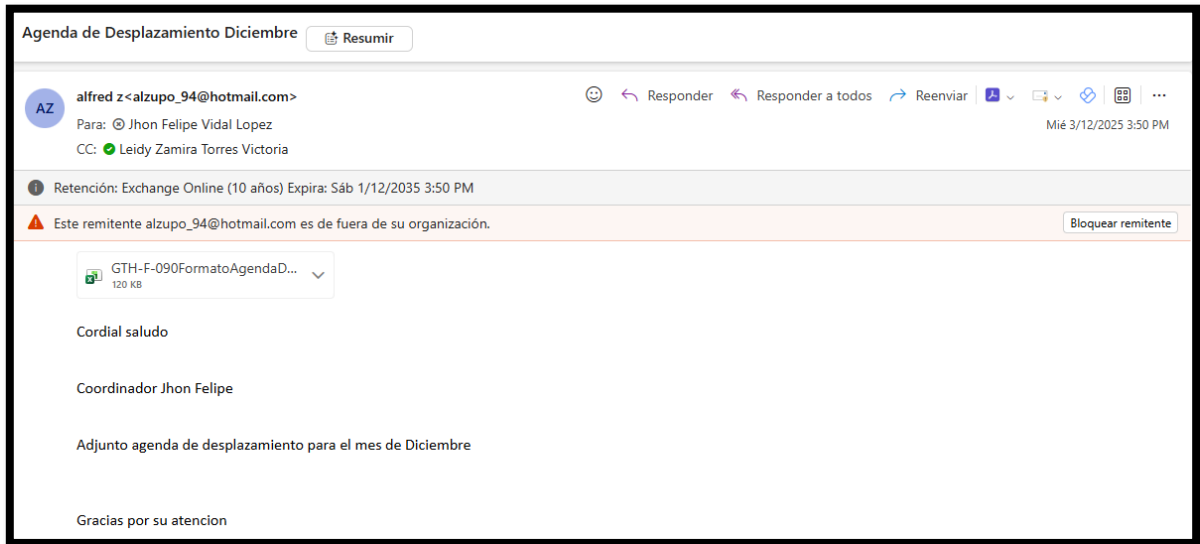 Agenda de Desplazamiento Diciembre Resumir
AZ
alfred z<alzupo_94@hotmail.com>
Responder Responder a todos Reenviar
Para: Jhon Felipe Vidal Lopez
Mié 3/12/2025 3:50 PM
CC: Leidy Zamira Torres Victoria
Retención: Exchange Online (10 años) Expira: Sáb 1/12/2035 3:50 PM
Este remitente alzupo_94@hotmail.com es de fuera de su organización.
Bloquear remitente
GTH-F-090FormatoAgendaD...
120 KB
Cordial saludo
Coordinador Jhon Felipe
Adjunto agenda de desplazamiento para el mes de Diciembre
Gracias por su atencion